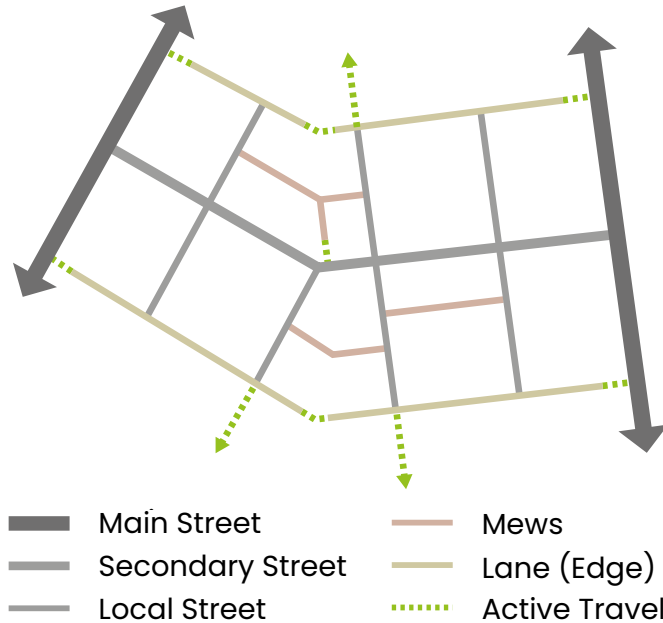 Main Street
Secondary Street
Local Street
Mews
Lane (Edge)
Active Travel